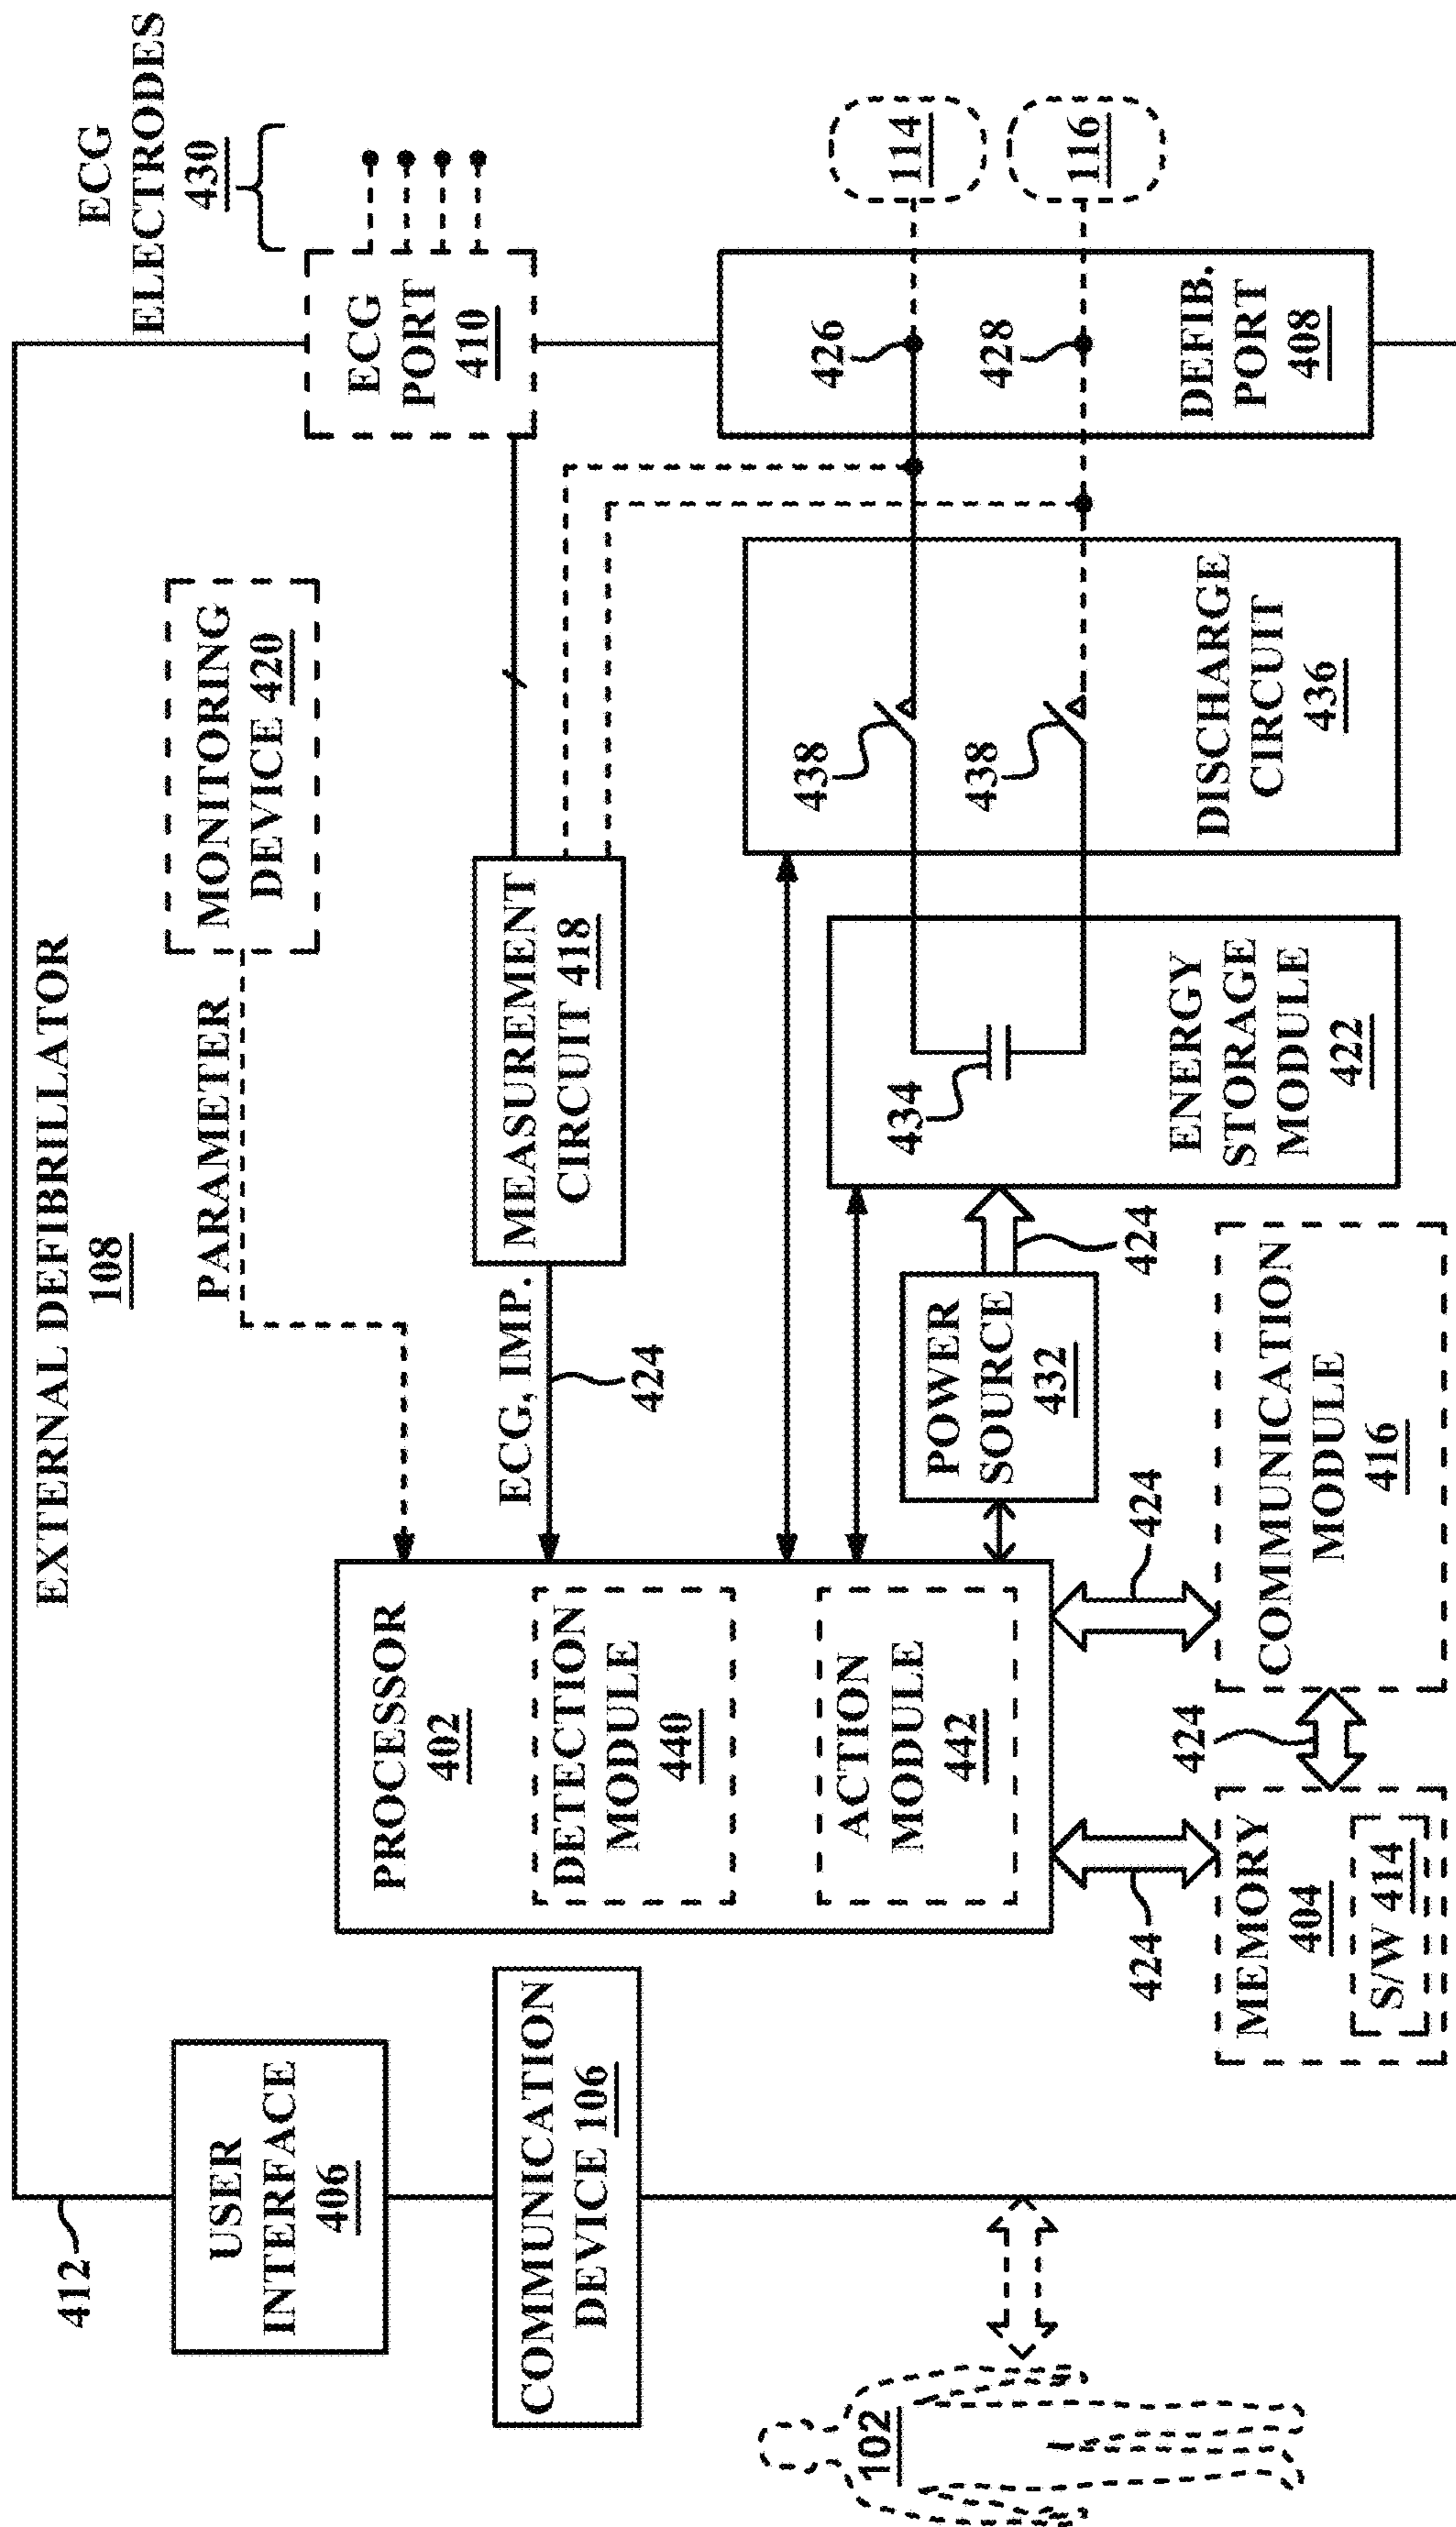 EXTERNAL DEFIBRILLATOR
108
412
USER
INTERFACE
406
COMMUNICATION
DEVICE 106
102
PROCESSOR
402
DETECTION
MODULE
440
ACTION
MODULE
442
424
MEMORY
404
S/W 414
424
424
COMMUNICATION
MODULE
416
PARAMETER
MONITORING
DEVICE 420
ECG, IMP.
424
MEASUREMENT
CIRCUIT 418
POWER
SOURCE
432
424
434
ENERGY
STORAGE
MODULE
422
438
438
DISCHARGE
CIRCUIT
436
ECG
ELECTRODES
430
ECG
PORT
410
426
428
DEFIB.
PORT
408
114
116